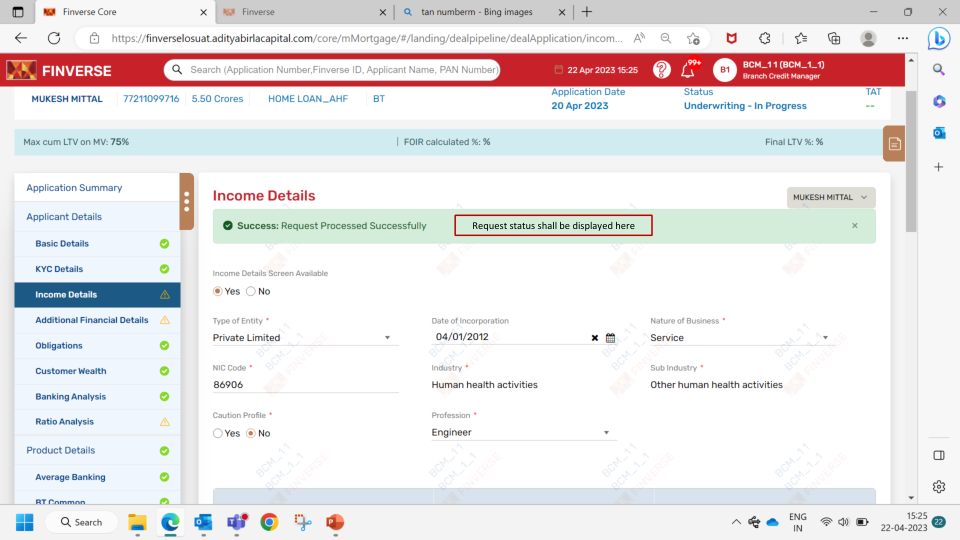 Finverse Core
Finverse
tan numberm - Bing images
https://finverselosuat.adityabirlacapital.com/core/mMortgage/#/landing/dealpipeline/dealApplication/incom...
FINVERSE
Search (Application Number,Finverse ID, Applicant Name, PAN Number)
22 Apr 2023 15:25
99+
B1
BCM_11 (BCM_1_1)
Branch Credit Manager
MUKESH MITTAL
77211099716
5.50 Crores
HOME LOAN_AHF
BT
Application Date
20 Apr 2023
Status
Underwriting - In Progress
TAT
--
Max cum LTV on MV: 75%
FOIR calculated %: %
Final LTV %: %
Application Summary
Applicant Details
Basic Details
KYC Details
Income Details
Additional Financial Details
Obligations
Customer Wealth
Banking Analysis
Ratio Analysis
Product Details
Average Banking
BT Common
Income Details
MUKESH MITTAL
Success: Request Processed Successfully
Request status shall be displayed here
Income Details Screen Available
Yes No
Type of Entity *
Private Limited
Date of Incorporation
04/01/2012
Nature of Business *
Service
NIC Code *
86906
Industry *
Human health activities
Sub Industry *
Other human health activities
Caution Profile *
Yes No
Profession *
Engineer
BCM_11
BCM_1_1
FINVERSE
Search
ENG
IN
15:25
22-04-2023
22